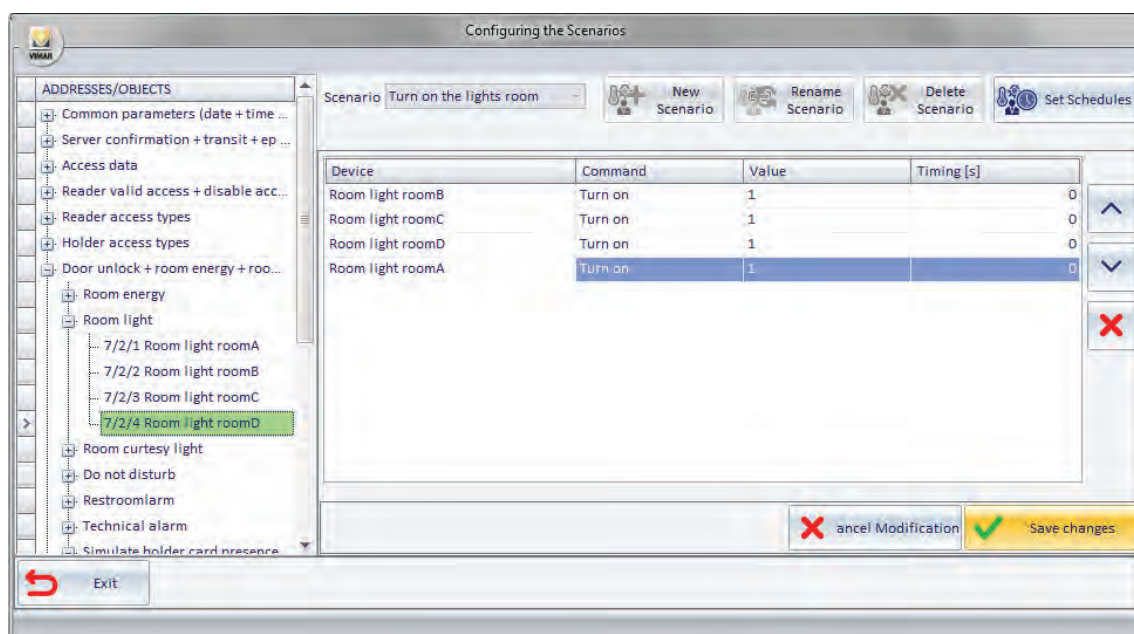 Configuring the Scenarios
VIMAR
ADDRESSES/OBJECTS
Common parameters (date + time ...
Server confirmation + transit + ep ...
Access data
Reader valid access + disable acc...
Reader access types
Holder access types
Door unlock + room energy + roo...
Room energy
Room light
7/2/1 Room light roomA
7/2/2 Room light roomB
7/2/3 Room light roomC
7/2/4 Room light roomD
Room curtesy light
Do not disturb
Restroomlarm
Technical alarm
Simulate holder card presence
Scenario Turn on the lights room
New
Scenario
Rename
Scenario
Delete
Scenario
Set Schedules
Device Command Value Timing [s]
Room light roomB Turn on 1 0
Room light roomC Turn on 1 0
Room light roomD Turn on 1 0
Room light roomA Turn on 1 0
ancel Modification
Save changes
Exit